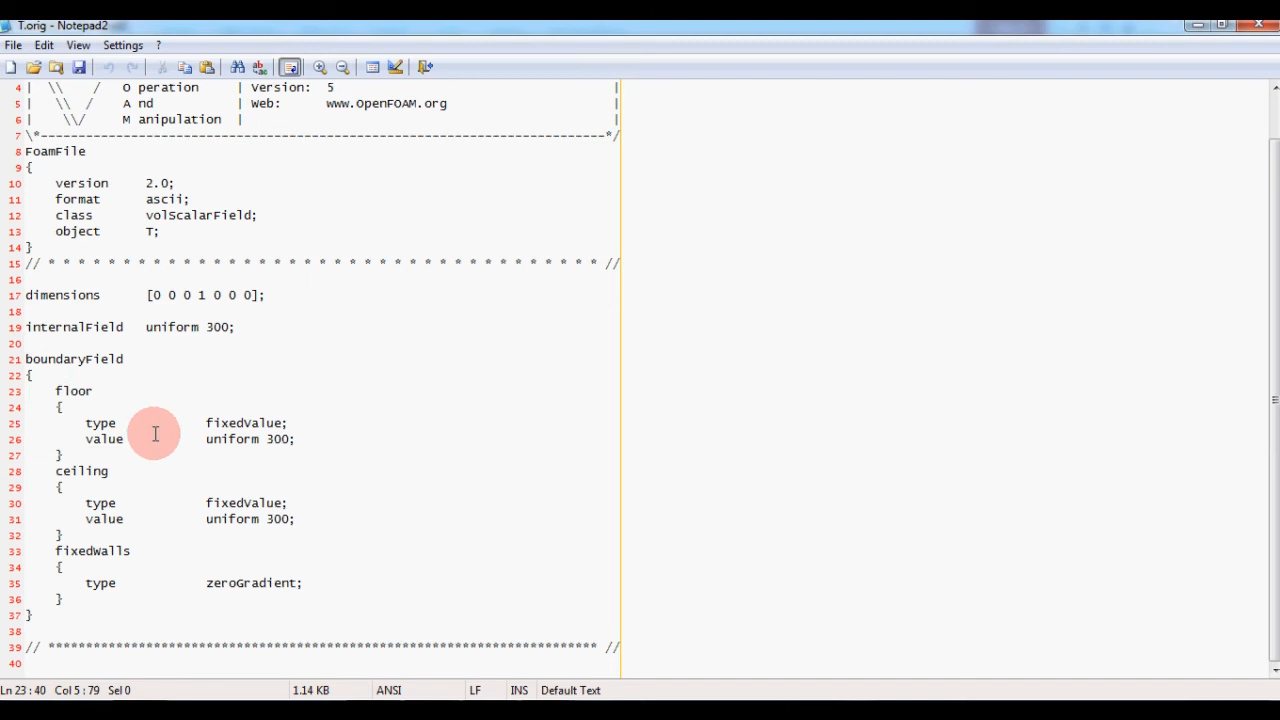 T.orig - Notepad2
File Edit View Settings ?
4 | \\ / O peration | Version: 5 |
5 | \\ / A nd | Web: www.OpenFOAM.org |
6 | \\/ M anipulation | |
7 \*---------------------------------------------------------------------------*/
8 FoamFile
9 {
10 version 2.0;
11 format ascii;
12 class volScalarField;
13 object T;
14 }
15 // * * * * * * * * * * * * * * * * * * * * * * * * * * * * * * * * * * * * * //
16
17 dimensions [0 0 0 1 0 0 0];
18
19 internalField uniform 300;
20
21 boundaryField
22 {
23 floor
24 {
25 type fixedValue;
26 value uniform 300;
27 }
28 ceiling
29 {
30 type fixedValue;
31 value uniform 300;
32 }
33 fixedWalls
34 {
35 type zeroGradient;
36 }
37 }
38
39 // ************************************************************************* //
40
Ln 23 : 40 Col 5 : 79 Sel 0 1.14 KB ANSI LF INS Default Text